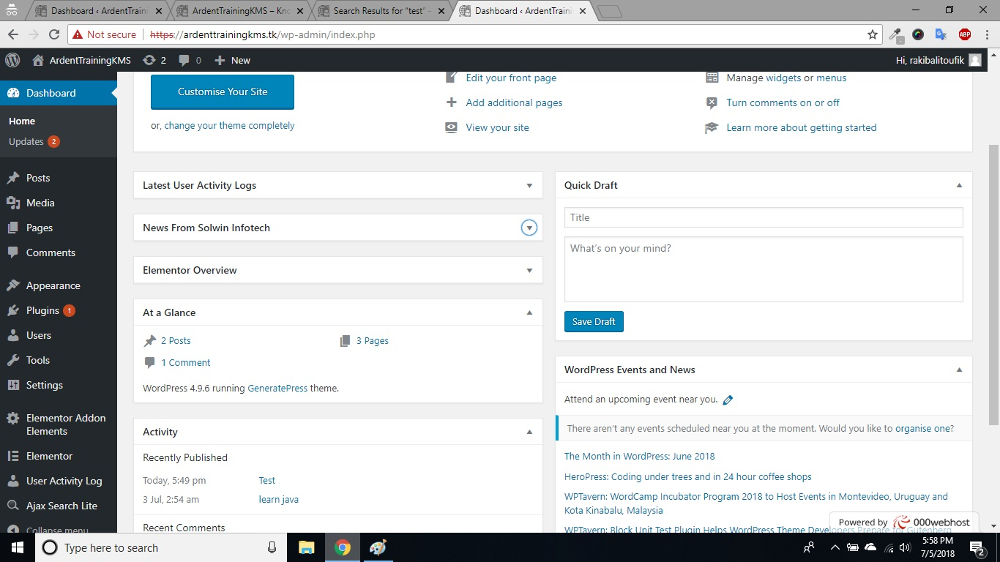 Dashboard ‹ ArdentTrain
ArdentTrainingKMS – Kno
Search Results for “test” -
Dashboard ‹ ArdentTraini
Not secure
https://ardenttrainingkms.tk/wp-admin/index.php
ABP
ArdentTrainingKMS
2
0
New
Hi, rakibalitoufik
Dashboard
Home
Updates 2
Posts
Media
Pages
Comments
Appearance
Plugins 1
Users
Tools
Settings
Elementor Addon
Elements
Elementor
User Activity Log
Ajax Search Lite
Collapse menu
Customise Your Site
or, change your theme completely
Edit your front page
Add additional pages
View your site
Manage widgets or menus
Turn comments on or off
Learn more about getting started
Latest User Activity Logs
News From Solwin Infotech
Elementor Overview
At a Glance
2 Posts
3 Pages
1 Comment
WordPress 4.9.6 running GeneratePress theme.
Activity
Recently Published
Today, 5:49 pm Test
3 Jul, 2:54 am learn java
Recent Comments
Quick Draft
Title
What’s on your mind?
Save Draft
WordPress Events and News
Attend an upcoming event near you.
There aren’t any events scheduled near you at the moment. Would you like to organise one?
The Month in WordPress: June 2018
HeroPress: Coding under trees and in 24 hour coffee shops
WPTavern: WordCamp Incubator Program 2018 to Host Events in Montevideo, Uruguay and
Kota Kinabalu, Malaysia
WPTavern: Block Unit Test Plugin Helps WordPress Theme Developers Prepare for Gutenberg
Powered by 000webhost
Type here to search
5:58 PM
7/5/2018
2